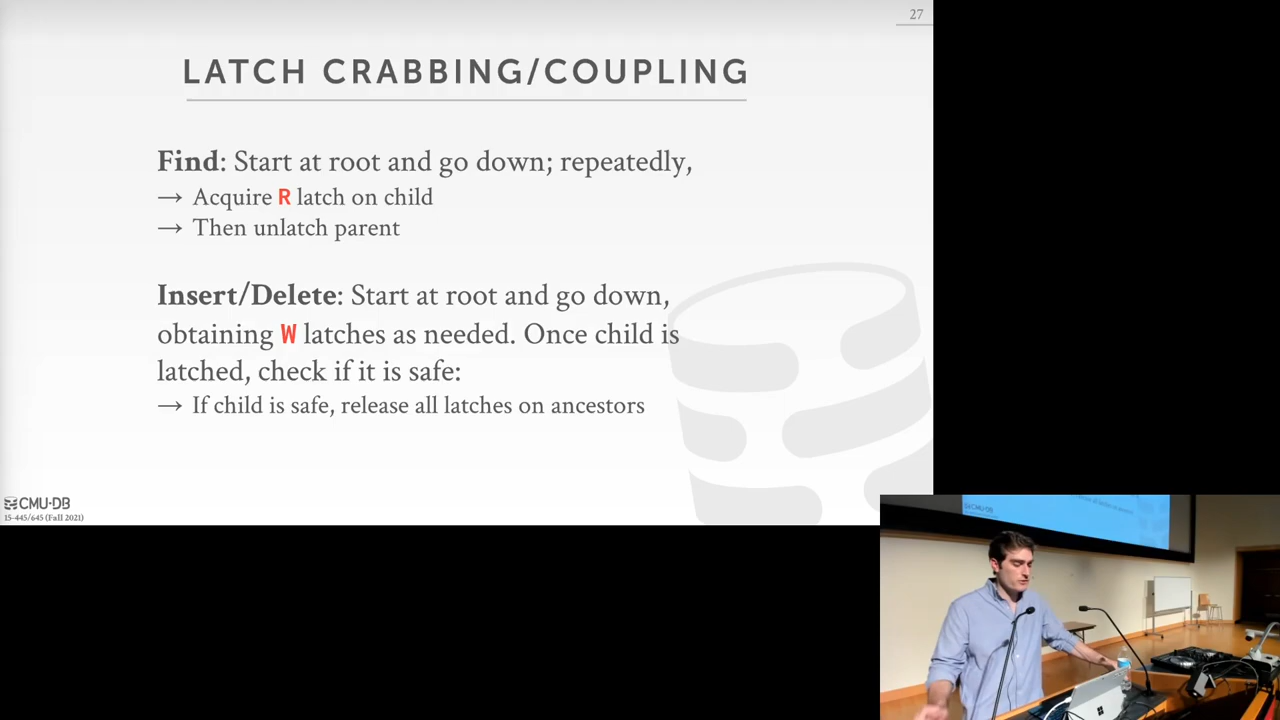 27
LATCH CRABBING/COUPLING
Find: Start at root and go down; repeatedly,
→ Acquire R latch on child
→ Then unlatch parent
Insert/Delete: Start at root and go down,
obtaining W latches as needed. Once child is
latched, check if it is safe:
→ If child is safe, release all latches on ancestors
CMU·DB
15-445/645 (Fall 2021)